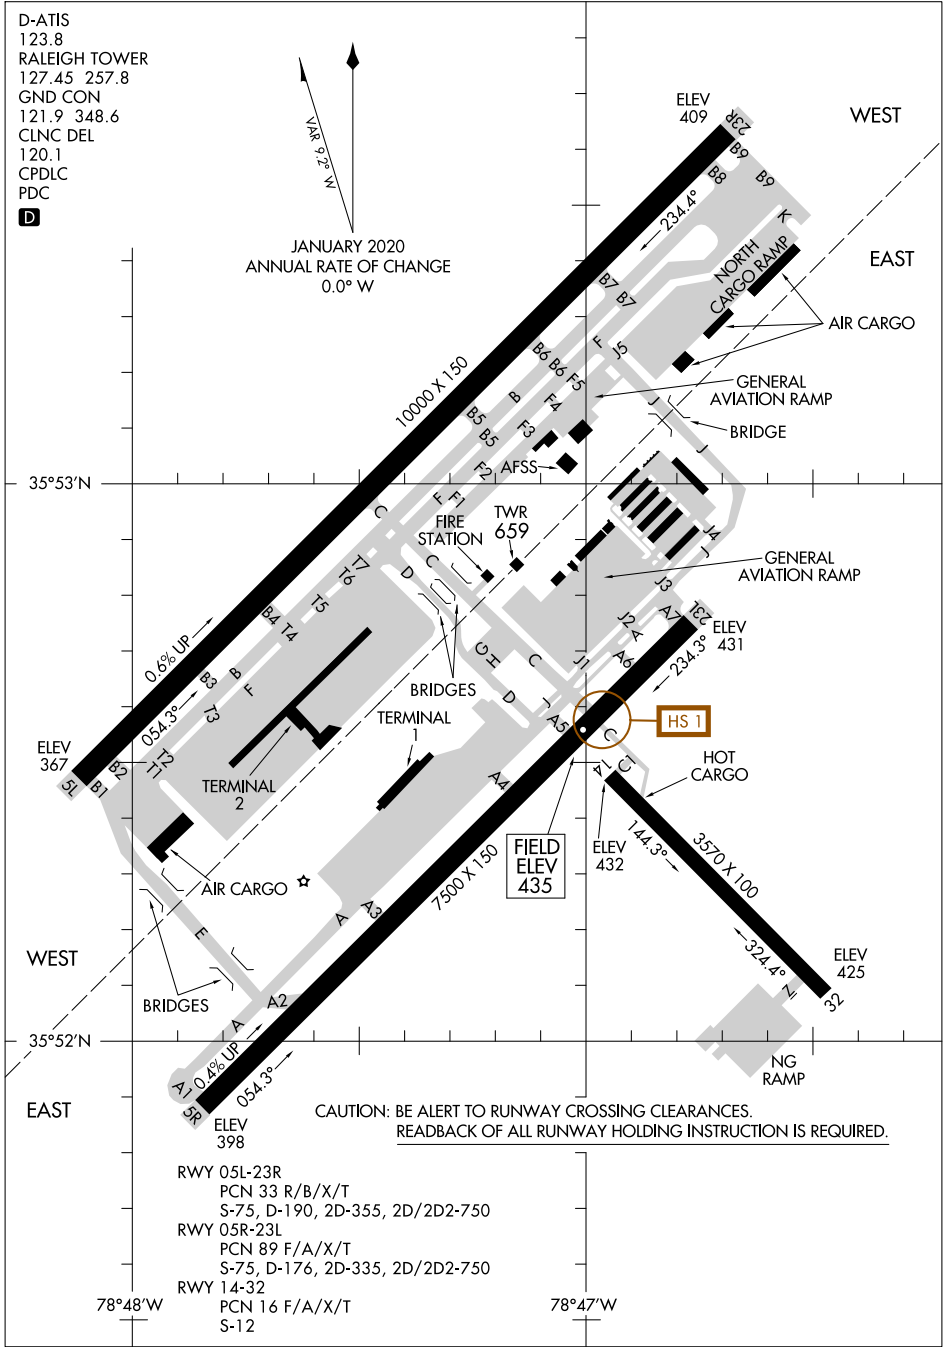 D-ATIS
123.8
RALEIGH TOWER
127.45 257.8
GND CON
121.9 348.6
CLNC DEL
120.1
CPDLC
PDC
D
VAR 9.2° W
JANUARY 2020
ANNUAL RATE OF CHANGE
0.0° W
ELEV
409
23R
WEST
EAST
B9
B8
B9
K
234.4°
NORTH
CARGO RAMP
AIR CARGO
B7
B7
F
J5
B6
B6
F5
GENERAL
AVIATION RAMP
10000 X 150
B
F4
J
BRIDGE
B5
B5
F3
J
AFSS
F2
35°53'N
F
F1
C
FIRE
STATION
TWR
659
J4
J
GENERAL
AVIATION RAMP
T7
T6
D
C
J3
T5
B4
T4
J2
A
A7
23L
ELEV
431
0.6% UP
G
H
C
J1
A6
234.3°
B3
B
F
BRIDGES
054.3°
T3
D
J
A5
HS 1
TERMINAL
1
C
ELEV
367
5L
B1
B2
T2
T1
TERMINAL
2
A4
14
C1
HOT
CARGO
FIELD
ELEV
435
ELEV
432
144.3°
3570 X 100
7500 X 150
AIR CARGO
A
A3
E
WEST
324.4°
ELEV
425
BRIDGES
A2
Z
32
A
35°52'N
0.4% UP
NG
RAMP
A1
5R
054.3°
EAST
ELEV
398
CAUTION: BE ALERT TO RUNWAY CROSSING CLEARANCES.
READBACK OF ALL RUNWAY HOLDING INSTRUCTION IS REQUIRED.
RWY 05L-23R
PCN 33 R/B/X/T
S-75, D-190, 2D-355, 2D/2D2-750
RWY 05R-23L
PCN 89 F/A/X/T
S-75, D-176, 2D-335, 2D/2D2-750
RWY 14-32
PCN 16 F/A/X/T
S-12
78°48'W
78°47'W